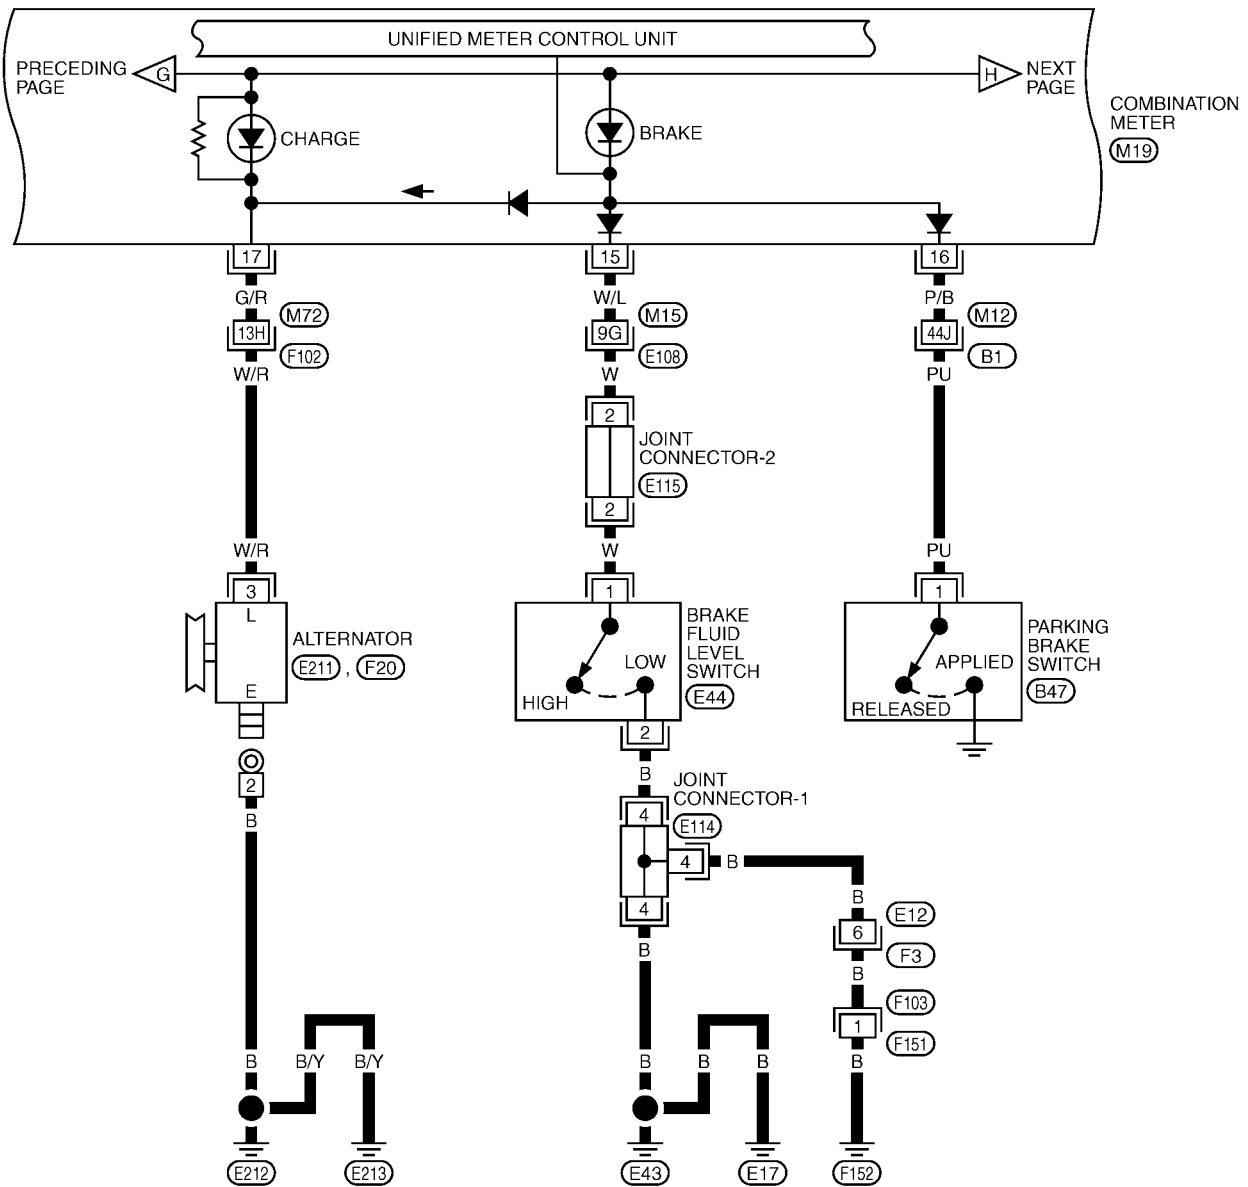 UNIFIED METER CONTROL UNIT
PRECEDING
PAGE
G
H
NEXT
PAGE
COMBINATION
METER
M19
CHARGE
BRAKE
17
15
16
G/R
W/L
P/B
M72
M15
M12
13H
9G
44J
F102
E108
B1
W/R
W
PU
2
JOINT
CONNECTOR-2
E115
2
W/R
W
PU
3
1
1
L
E
ALTERNATOR
E211 , F20
BRAKE
FLUID
LEVEL
SWITCH
E44
LOW
HIGH
PARKING
BRAKE
SWITCH
B47
APPLIED
RELEASED
2
2
B
B
JOINT
CONNECTOR-1
E114
4
4
B
4
B
B
E12
6
F3
B
F103
1
F151
B
B/Y
B/Y
B
B
B
B
E212
E213
E43
E17
F152